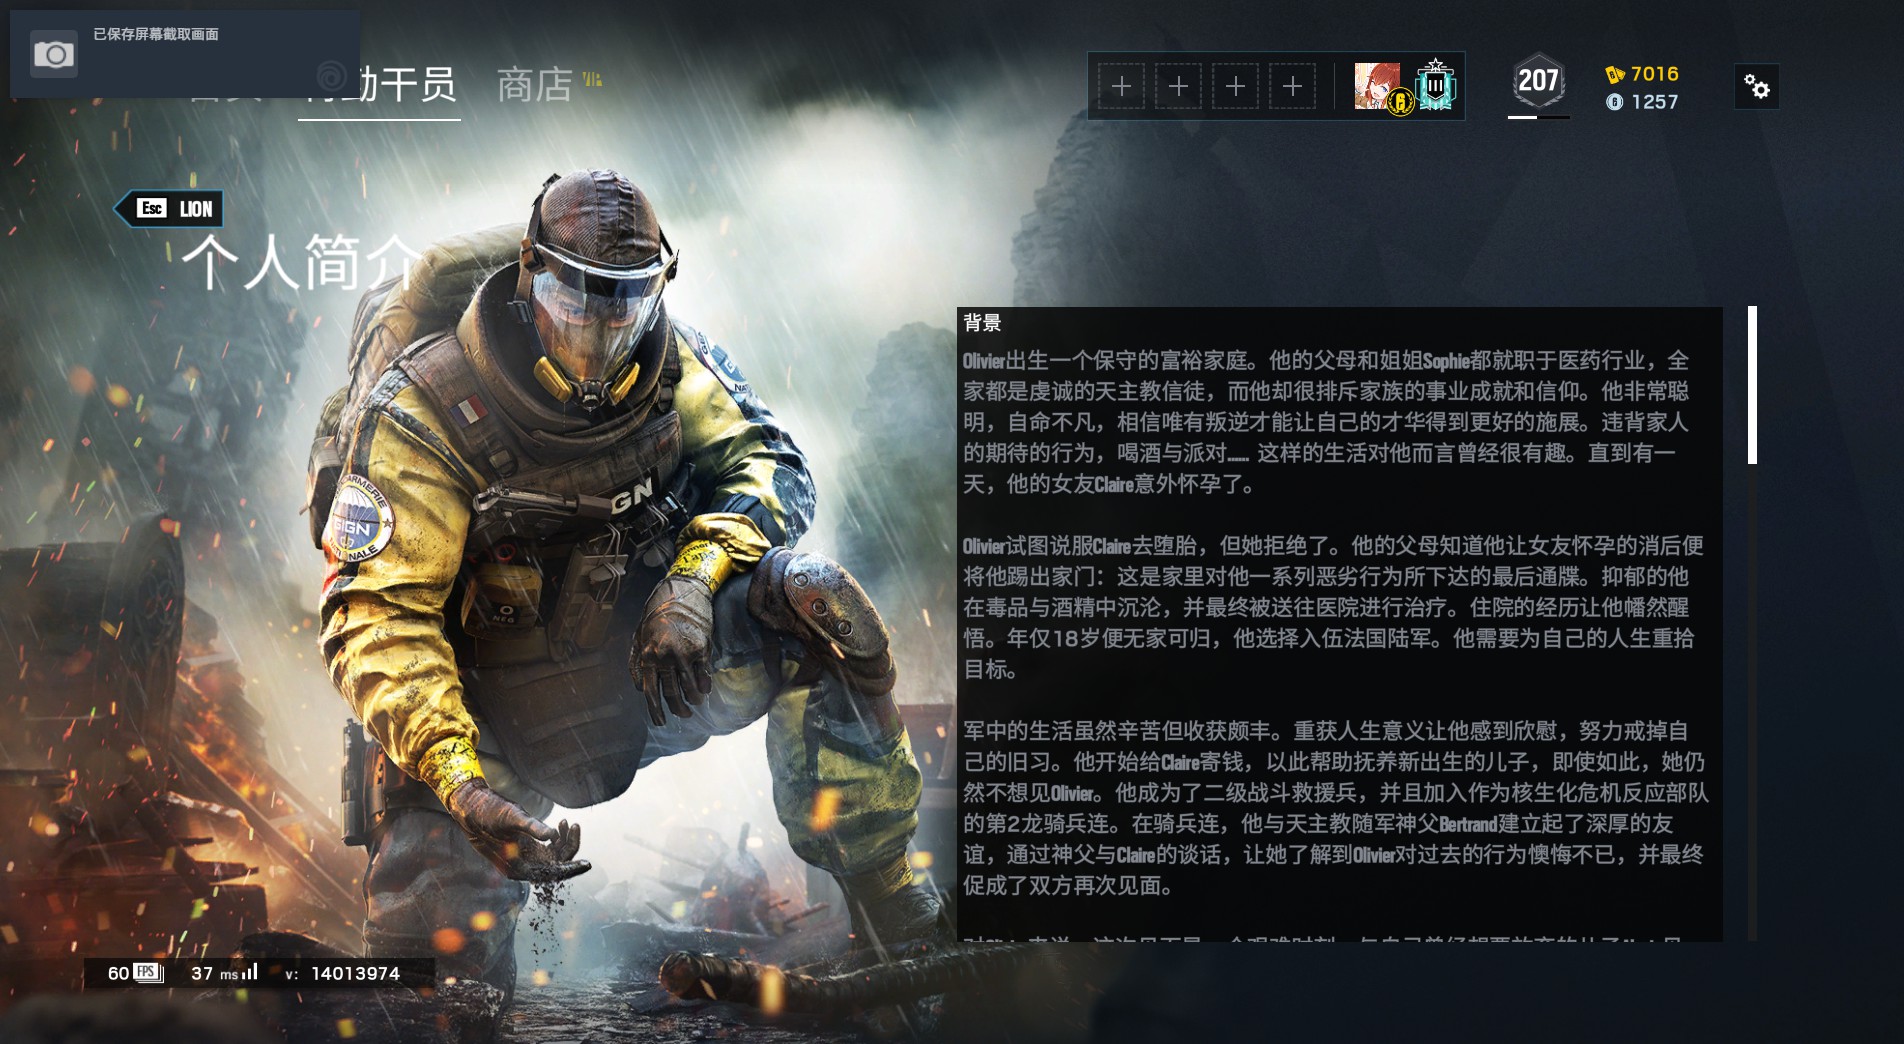 已保存屏幕截取画面
行动干员
商店
207
7016
1257
Esc LION
个人简介
背景
Olivier出生一个保守的富裕家庭。他的父母和姐姐Sophie都就职于医药行业，全
家都是虔诚的天主教信徒，而他却很排斥家族的事业成就和信仰。他非常聪
明，自命不凡，相信唯有叛逆才能让自己的才华得到更好的施展。违背家人
的期待的行为，喝酒与派对...... 这样的生活对他而言曾经很有趣。直到有一
天，他的女友Claire意外怀孕了。
Olivier试图说服Claire去堕胎，但她拒绝了。他的父母知道他让女友怀孕的消后便
将他踢出家门：这是家里对他一系列恶劣行为所下达的最后通牒。抑郁的他
在毒品与酒精中沉沦，并最终被送往医院进行治疗。住院的经历让他幡然醒
悟。年仅18岁便无家可归，他选择入伍法国陆军。他需要为自己的人生重拾
目标。
军中的生活虽然辛苦但收获颇丰。重获人生意义让他感到欣慰，努力戒掉自
己的旧习。他开始给Claire寄钱，以此帮助抚养新出生的儿子，即使如此，她仍
然不想见Olivier。他成为了二级战斗救援兵，并且加入作为核生化危机反应部队
的第2龙骑兵连。在骑兵连，他与天主教随军神父Bertrand建立起了深厚的友
谊，通过神父与Claire的谈话，让她了解到Olivier对过去的行为懊悔不已，并最终
促成了双方再次见面。
GIGN
GN
O
NEG
60 FPS 37 ms v: 14013974